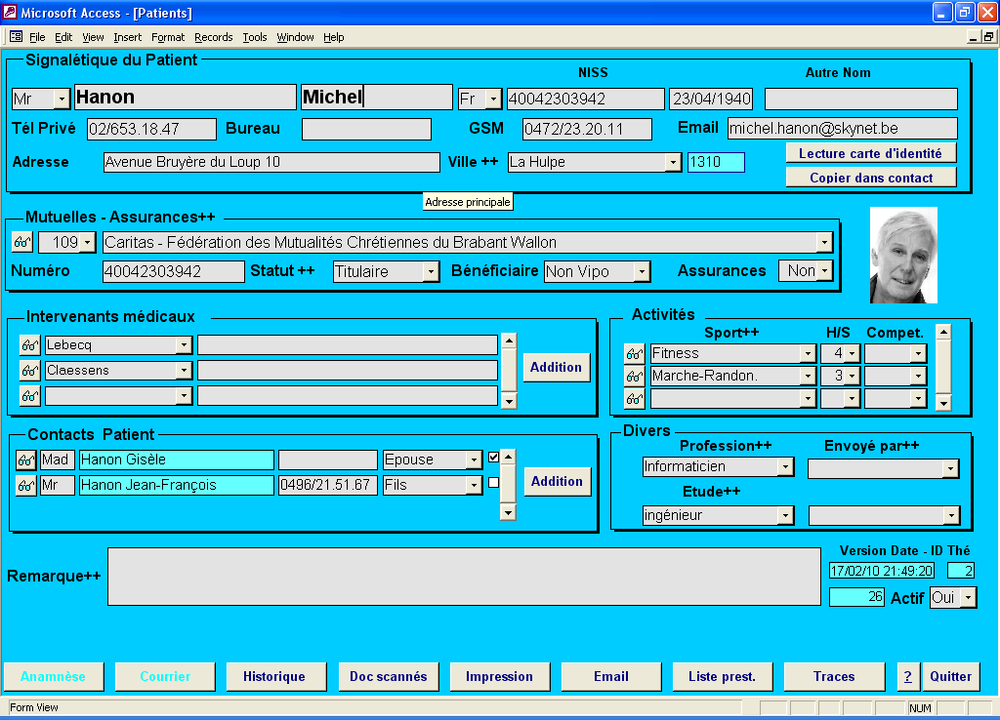 Microsoft Access - [Patients]
File Edit View Insert Format Records Tools Window Help
Signalétique du Patient
NISS Autre Nom
Mr Hanon Michel Fr 40042303942 23/04/1940
Tél Privé 02/653.18.47 Bureau GSM 0472/23.20.11 Email michel.hanon@skynet.be
Adresse Avenue Bruyère du Loup 10 Ville ++ La Hulpe 1310 Lecture carte d'identité
Copier dans contact
Adresse principale
Mutuelles - Assurances++
109 Caritas - Fédération des Mutualités Chrétiennes du Brabant Wallon
Numéro 40042303942 Statut ++ Titulaire Bénéficiaire Non Vipo Assurances Non
Intervenants médicaux
Lebecq
Claessens
Addition
Activités
Sport++ H/S Compet.
Fitness 4
Marche-Randon. 3
Contacts Patient
Mad Hanon Gisèle Epouse
Mr Hanon Jean-François 0496/21.51.67 Fils
Addition
Divers
Profession++ Envoyé par++
Informaticien
Etude++
ingénieur
Remarque++
Version Date - ID Thé
17/02/10 21:49:20 2
26 Actif Oui
Anamnèse Courrier Historique Doc scannés Impression Email Liste prest. Traces ? Quitter
Form View NUM